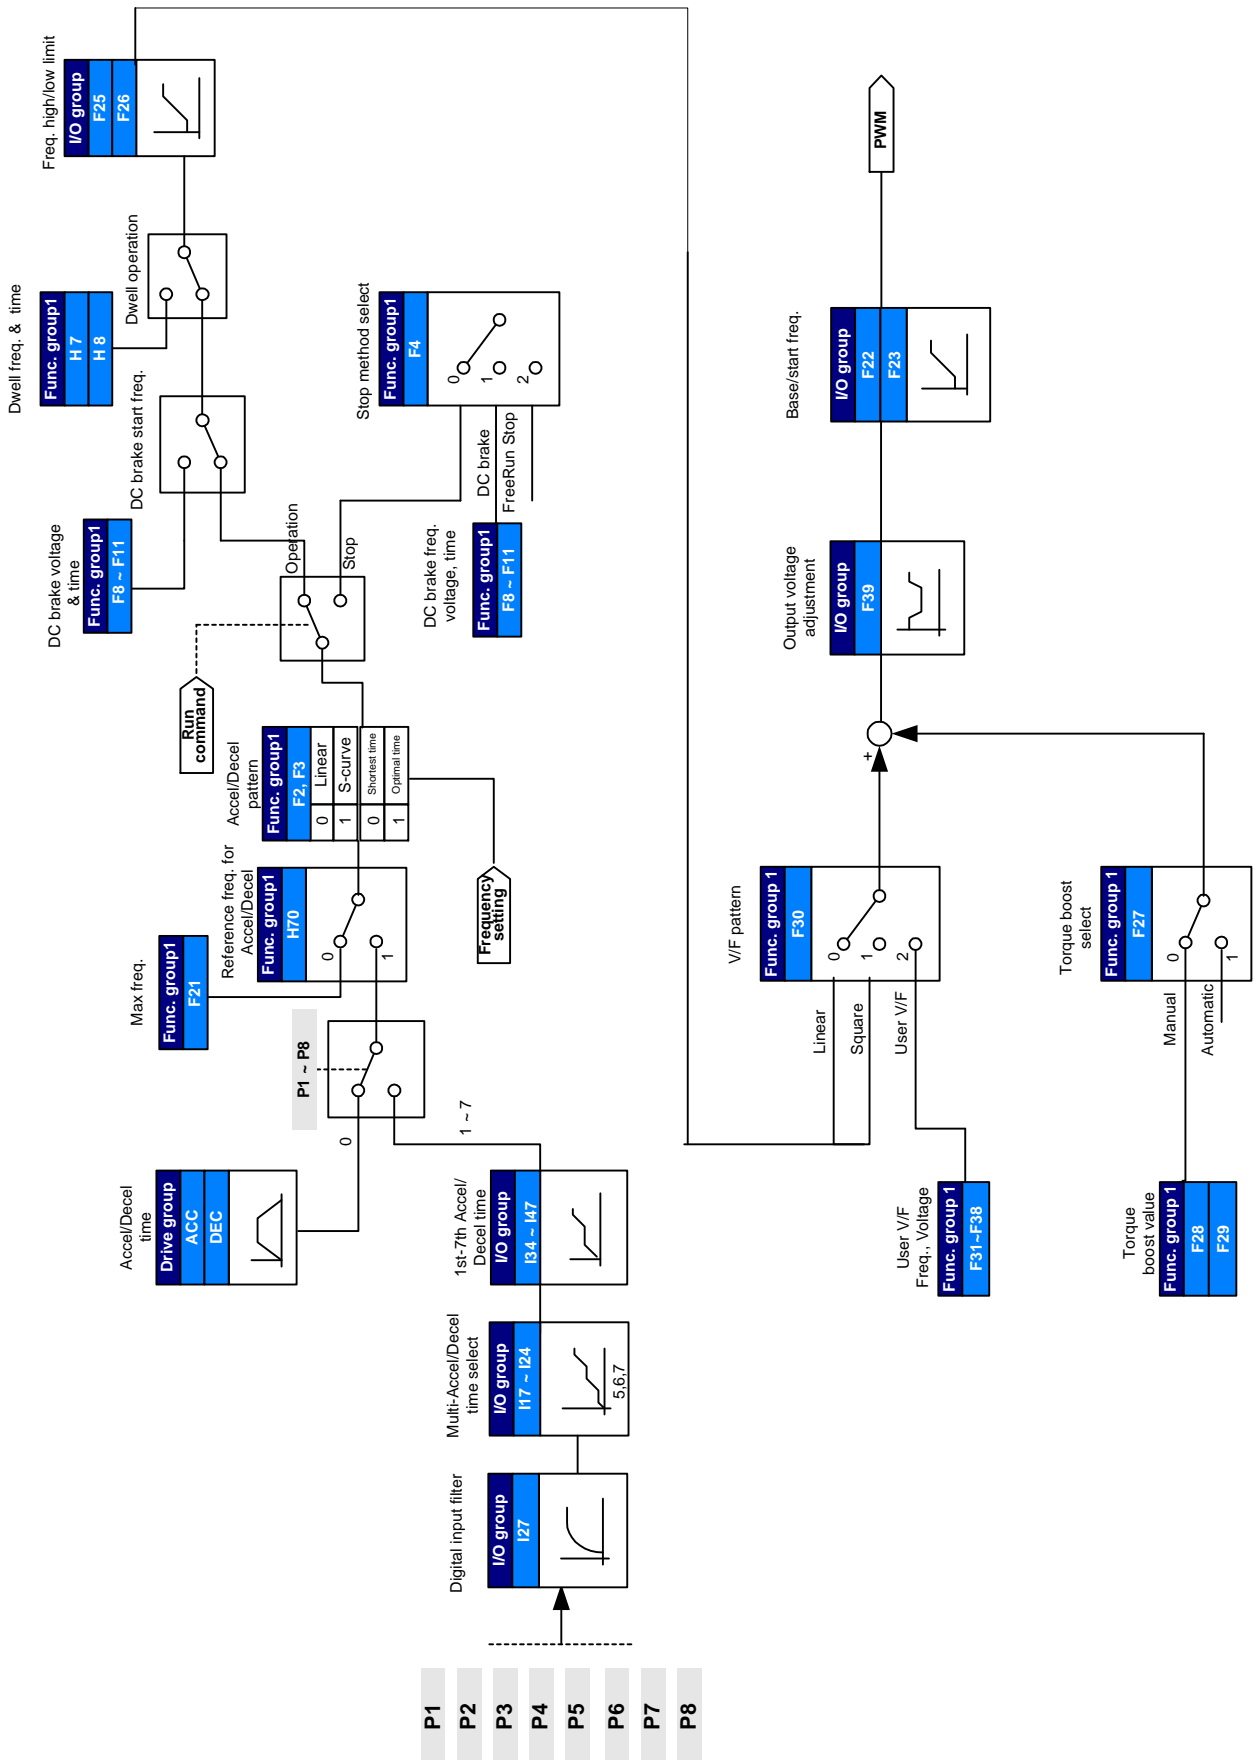 P1
P2
P3
P4
P5
P6
P7
P8
Digital input filter
I/O group
I27
Multi-Accel/Decel
time select
I/O group
I17 ~ I24
5,6,7
1st-7th Accel/
Decel time
I/O group
I34 ~ I47
Accel/Decel
time
Drive group
ACC
DEC
0
1 ~ 7
P1 ~ P8
Max freq.
Func. group1
F21
Reference freq. for
Accel/Decel
Func. group1
H70
0
1
Accel/Decel
pattern
Func. group1
F2, F3
0 Linear
1 S-curve
0 Shortest time
1 Optimal time
Frequency
setting
Run
command
Operation
Stop
DC brake voltage
& time
Func. group1
F8 ~ F11
DC brake start freq.
DC brake freq.
voltage, time
Func. group1
F8 ~ F11
DC brake
FreeRun Stop
Stop method select
Func. group1
F4
0
1
2
Dwell freq. & time
Func. group1
H 7
H 8
Dwell operation
Freq. high/low limit
I/O group
F25
F26
User V/F
Freq., Voltage
Func. group 1
F31~F38
Linear
Square
User V/F
V/F pattern
Func. group 1
F30
0
1
2
Torque
boost value
Func. group 1
F28
F29
Manual
Automatic
Torque boost
select
Func. group 1
F27
0
1
+
Output voltage
adjustment
I/O group
F39
Base/start freq.
I/O group
F22
F23
PWM